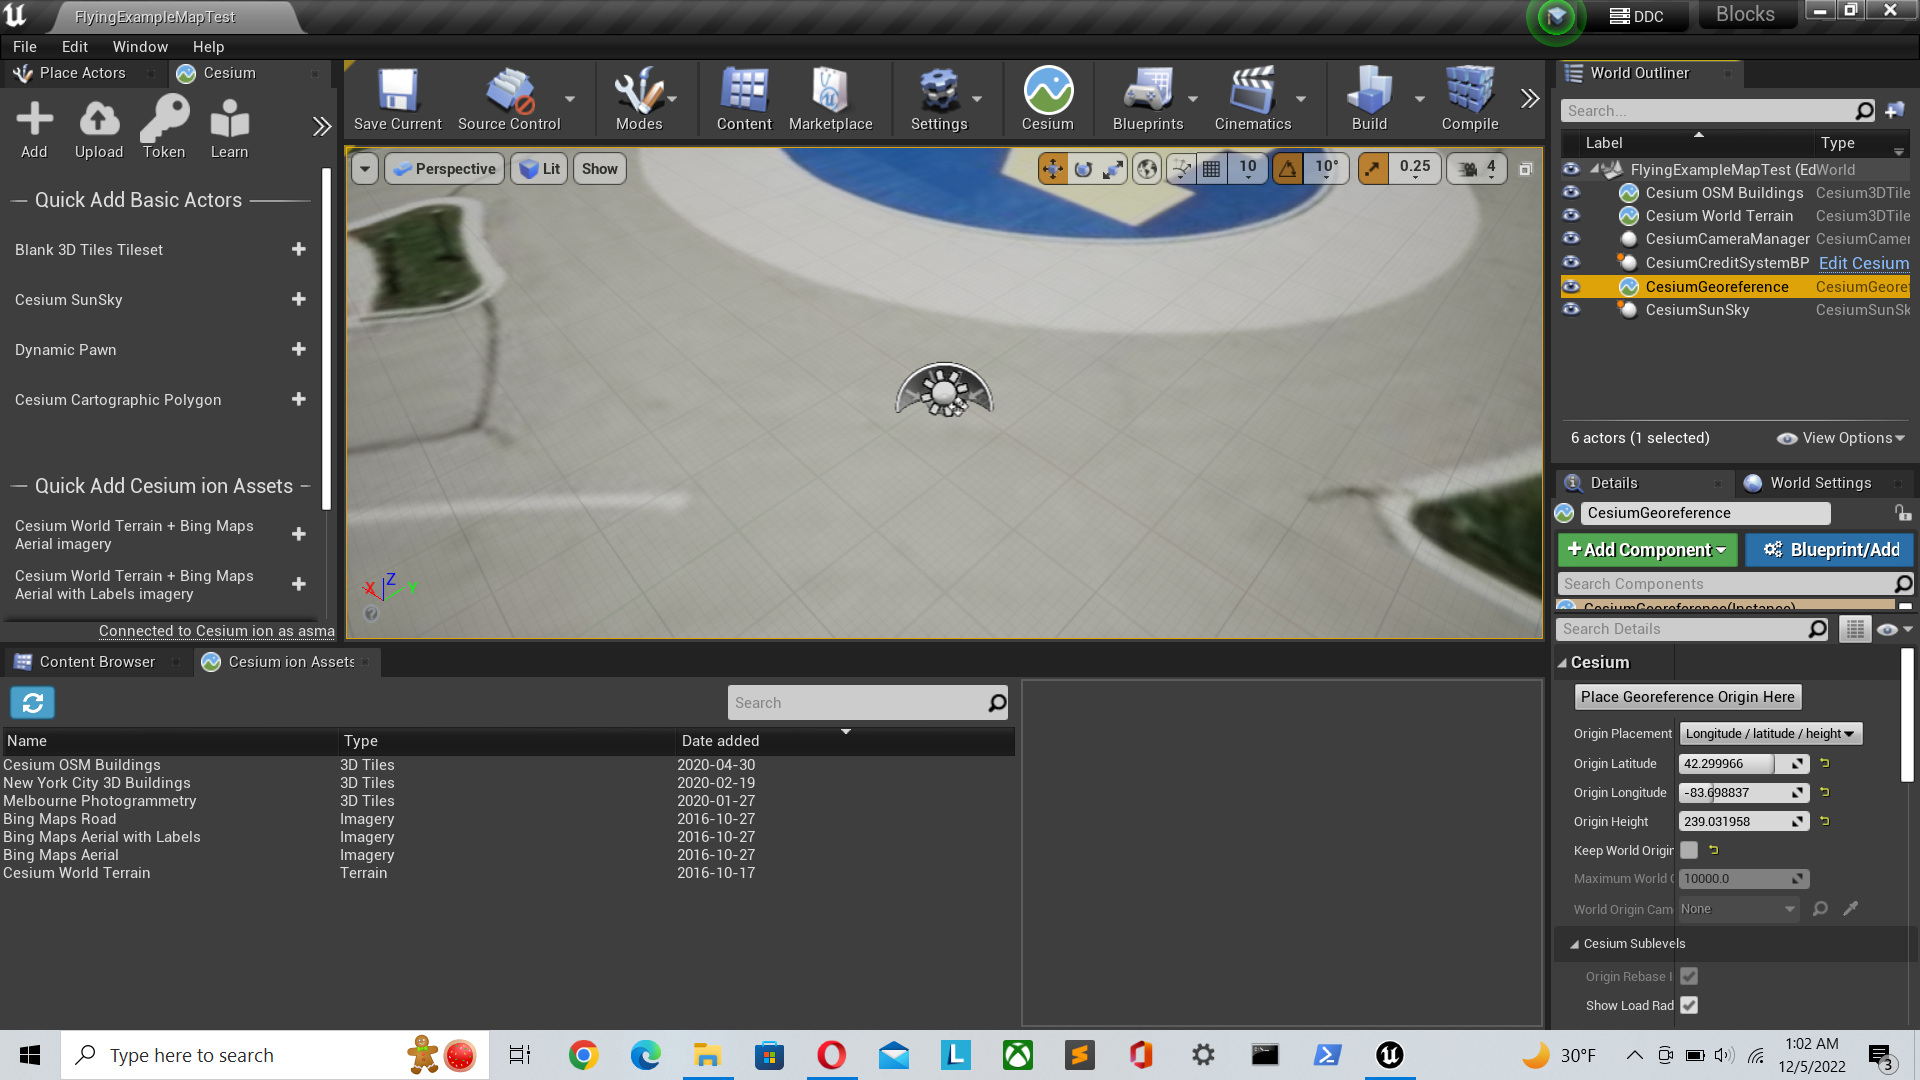 FlyingExampleMapTest
DDC
Blocks
File Edit Window Help
Place Actors
Cesium
Add
Upload
Token
Learn
Quick Add Basic Actors
Blank 3D Tiles Tileset
Cesium SunSky
Dynamic Pawn
Cesium Cartographic Polygon
Quick Add Cesium ion Assets
Cesium World Terrain + Bing Maps
Aerial imagery
Cesium World Terrain + Bing Maps
Aerial with Labels imagery
Connected to Cesium ion as asma
Save Current
Source Control
Modes
Content
Marketplace
Settings
Cesium
Blueprints
Cinematics
Build
Compile
Perspective
Lit
Show
10
10°
0.25
4
X Z Y
World Outliner
Search...
Label Type
FlyingExampleMapTest (Ed World
Cesium OSM Buildings Cesium3DTile
Cesium World Terrain Cesium3DTile
CesiumCameraManager CesiumCamer
CesiumCreditSystemBP Edit Cesium
CesiumGeoreference CesiumGeoref
CesiumSunSky CesiumSunSk
6 actors (1 selected)
View Options
Details
World Settings
CesiumGeoreference
Add Component
Blueprint/Add
Search Components
CesiumGeoreference(Instance)
Search Details
Cesium
Place Georeference Origin Here
Origin Placement Longitude / latitude / height
Origin Latitude 42.299966
Origin Longitude -83.698837
Origin Height 239.031958
Keep World Origin
Maximum World O 10000.0
World Origin Cam None
Cesium Sublevels
Origin Rebase I
Show Load Rad
Content Browser
Cesium ion Assets
Search
Name Type Date added
Cesium OSM Buildings 3D Tiles 2020-04-30
New York City 3D Buildings 3D Tiles 2020-02-19
Melbourne Photogrammetry 3D Tiles 2020-01-27
Bing Maps Road Imagery 2016-10-27
Bing Maps Aerial with Labels Imagery 2016-10-27
Bing Maps Aerial Imagery 2016-10-27
Cesium World Terrain Terrain 2016-10-17
Type here to search
30°F
1:02 AM
12/5/2022
3